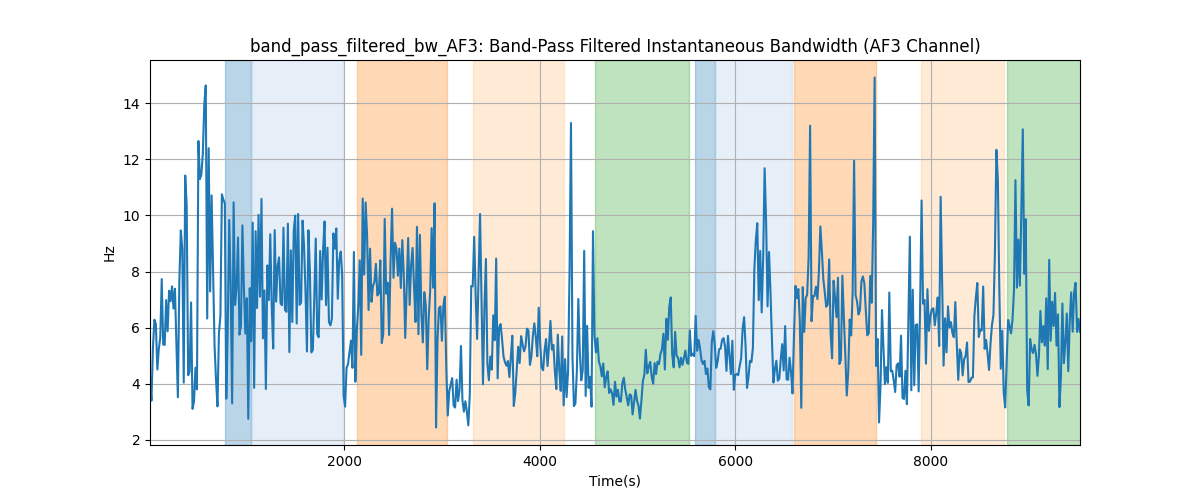 band_pass_filtered_bw_AF3: Band-Pass Filtered Instantaneous Bandwidth (AF3 Channel)
14
12
10
8
6
4
2
Hz
2000 4000 6000 8000
Time(s)